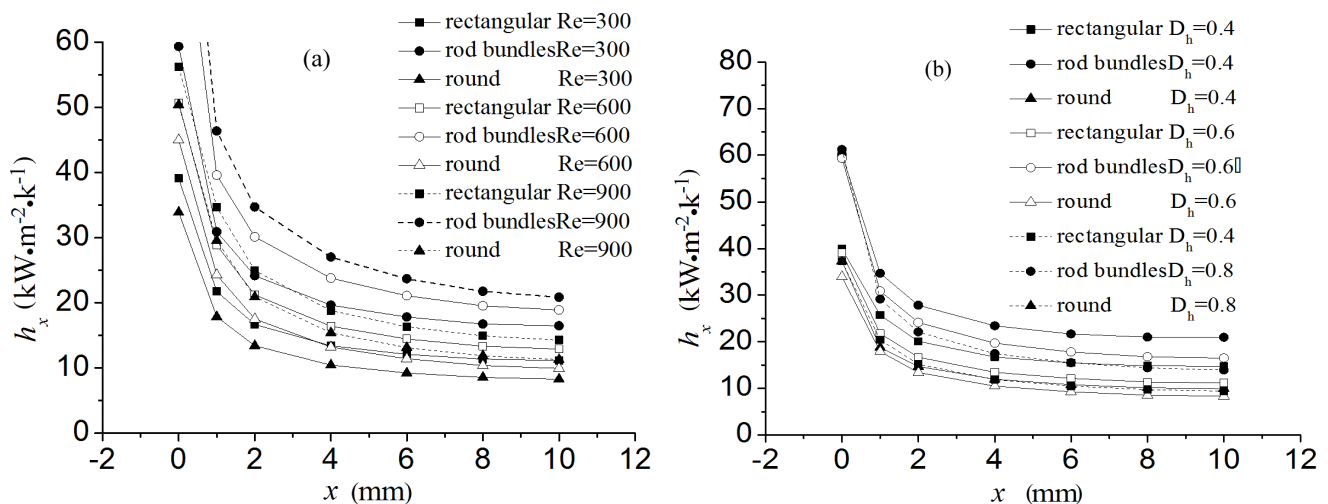 (a)
rectangular Re=300
rod bundlesRe=300
round Re=300
rectangular Re=600
rod bundlesRe=600
round Re=600
rectangular Re=900
rod bundlesRe=900
round Re=900
60
50
40
30
20
10
0
hx (kW•m-2•k-1)
-2 0 2 4 6 8 10 12
x (mm)
(b)
rectangular Dh=0.4
rod bundlesDh=0.4
round Dh=0.4
rectangular Dh=0.6
rod bundlesDh=0.6▯
round Dh=0.6
rectangular Dh=0.4
rod bundlesDh=0.8
round Dh=0.8
80
70
60
50
40
30
20
10
0
hx (kW•m-2•k-1)
-2 0 2 4 6 8 10 12
x (mm)